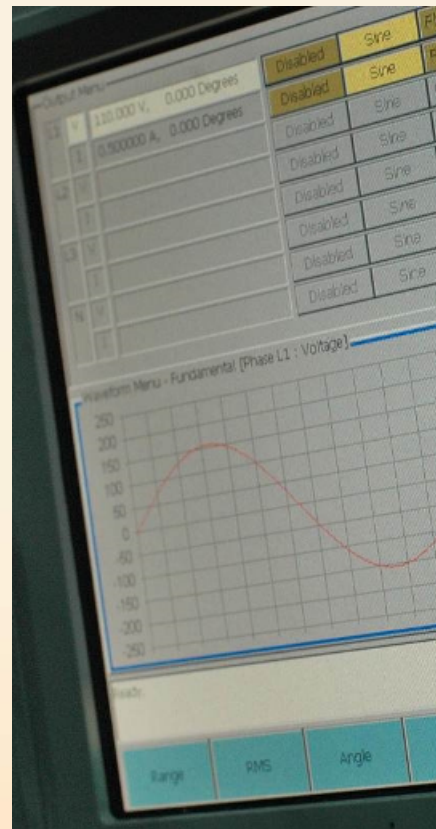 Output Menu
L1 V 110.000 V, 0.000 Degrees Disabled Sine
I 0.500000 A, 0.000 Degrees Disabled Sine
L2 V Disabled Sine
I Disabled Sine
L3 V Disabled Sine
I Disabled Sine
N V Disabled Sine
I Disabled Sine
Waveform Menu - Fundamental [Phase L1 : Voltage]
250
200
150
100
50
0
-50
-100
-150
-200
-250
Ready.
Range RMS Angle